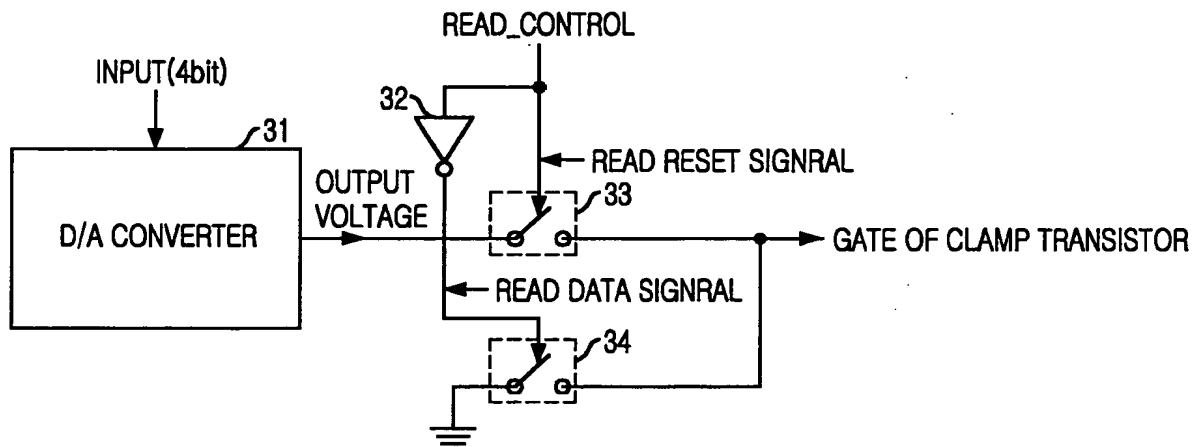 READ_CONTROL
INPUT(4bit)
32
31
READ RESET SIGNRAL
OUTPUT
VOLTAGE
33
D/A CONVERTER
GATE OF CLAMP TRANSISTOR
READ DATA SIGNRAL
34